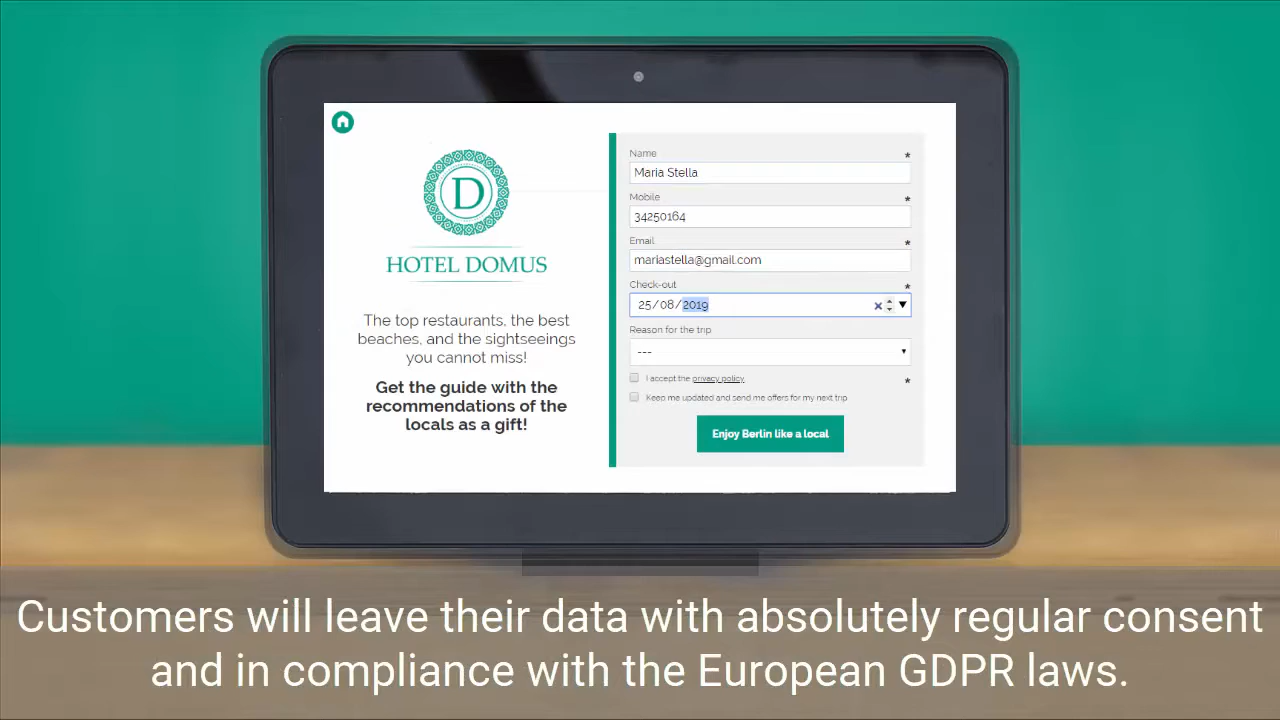 D
HOTEL DOMUS
The top restaurants, the best
beaches, and the sightseeings
you cannot miss!
Get the guide with the
recommendations of the
locals as a gift!
Name *
Maria Stella
Mobile *
34250164
Email *
mariastella@gmail.com
Check-out *
25/08/2019
Reason for the trip
---
I accept the privacy policy *
Keep me updated and send me offers for my next trip
Enjoy Berlin like a local
Customers will leave their data with absolutely regular consent
and in compliance with the European GDPR laws.